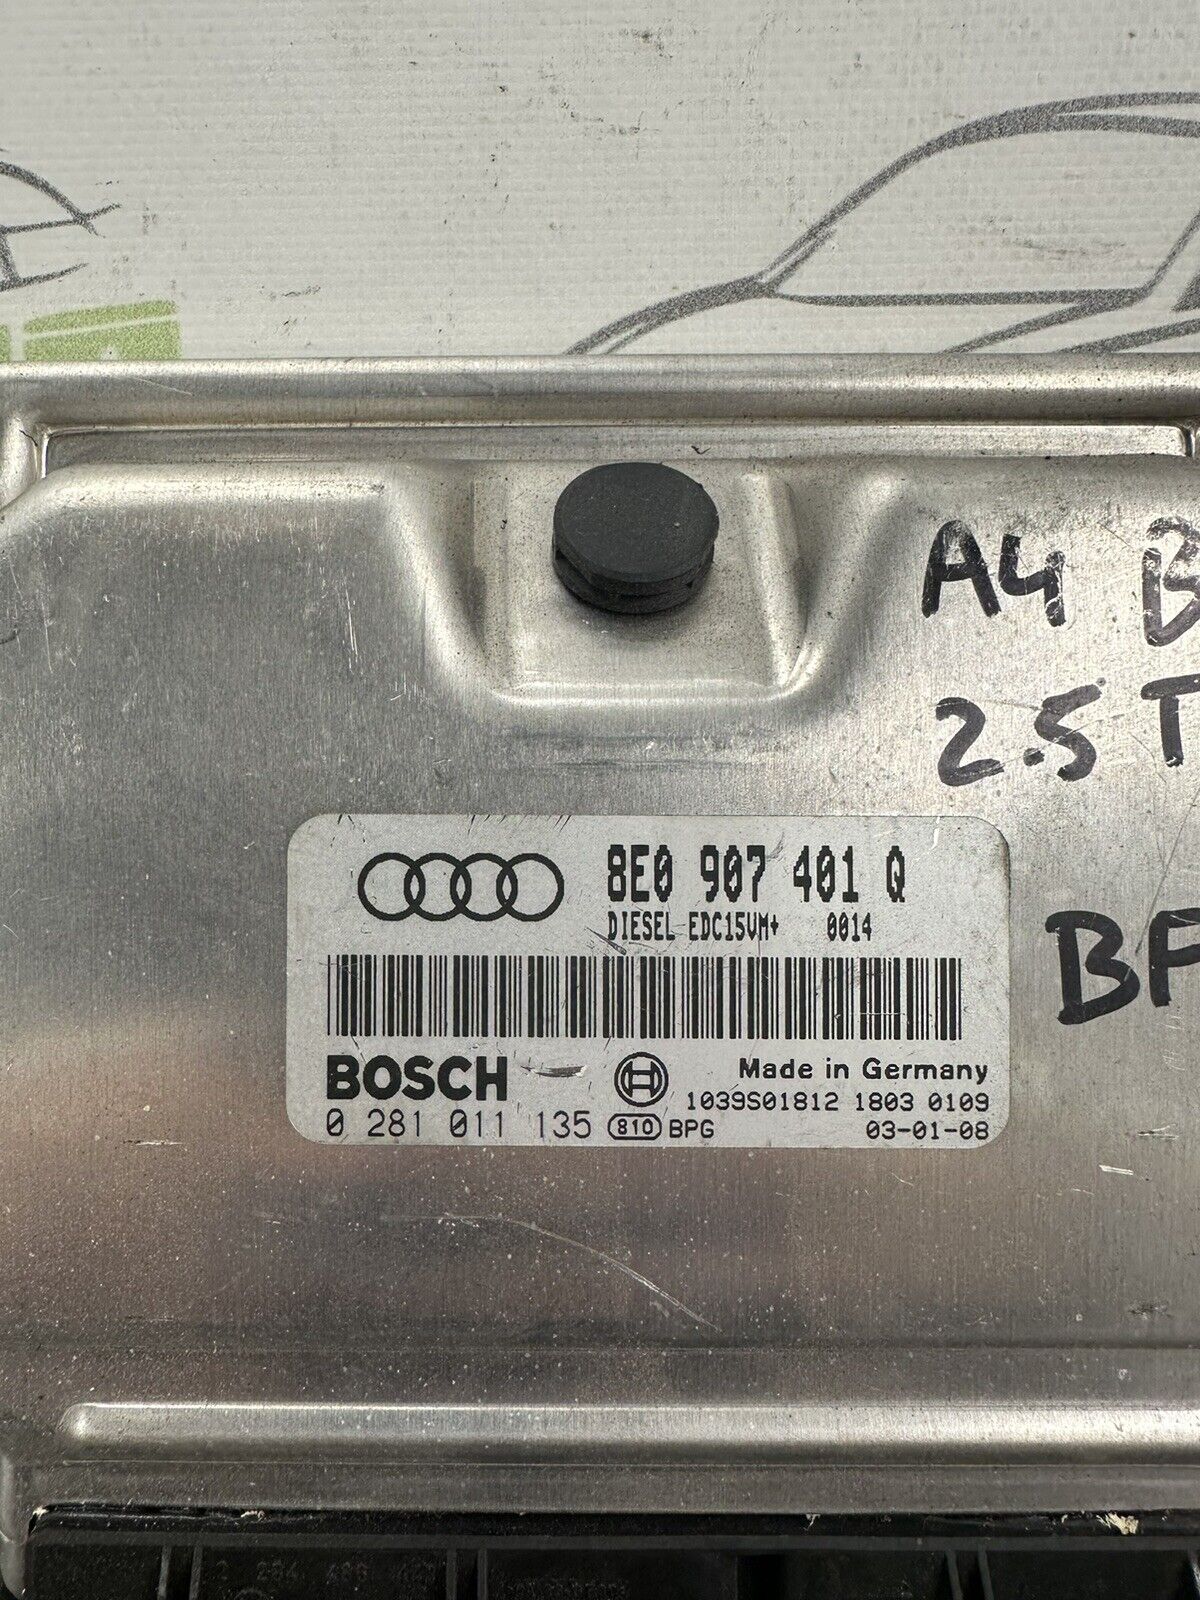 A4 B
2.5 T
BF
8E0 907 401 Q
DIESEL EDC15VM+ 0014
BOSCH
Made in Germany
1039S01812 1803 0109
0 281 011 135 810 BPG 03-01-08